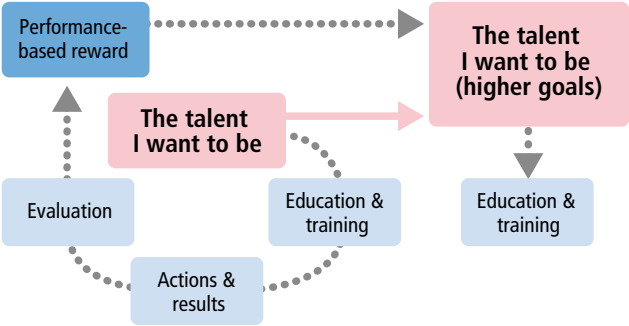 Performance-
based reward
The talent
I want to be
(higher goals)
The talent
I want to be
Evaluation
Education &
training
Education &
training
Actions &
results